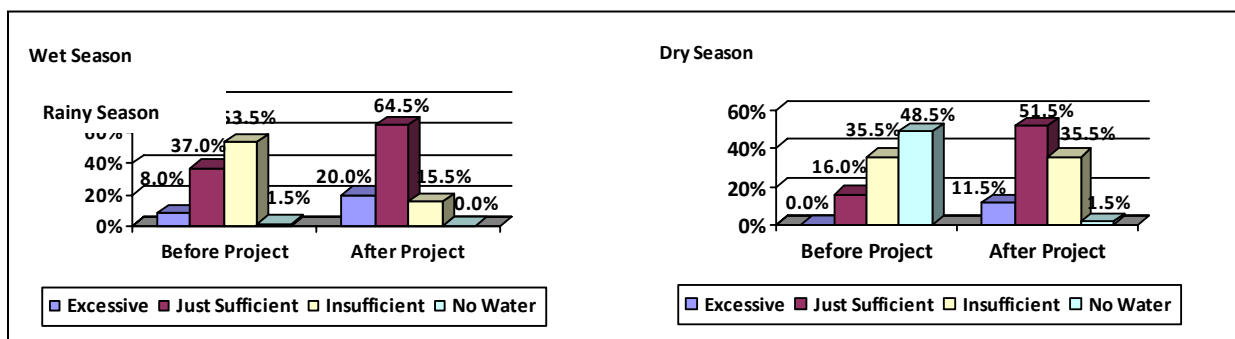 Wet Season
Rainy Season
53.5%
64.5%
60%
40%
20%
0%
8.0%
37.0%
1.5%
20.0%
15.5%
0.0%
Before Project
After Project
Excessive
Just Sufficient
Insufficient
No Water
Dry Season
60%
40%
20%
0%
0.0%
16.0%
35.5%
48.5%
11.5%
51.5%
35.5%
1.5%
Before Project
After Project
Excessive
Just Sufficient
Insufficient
No Water